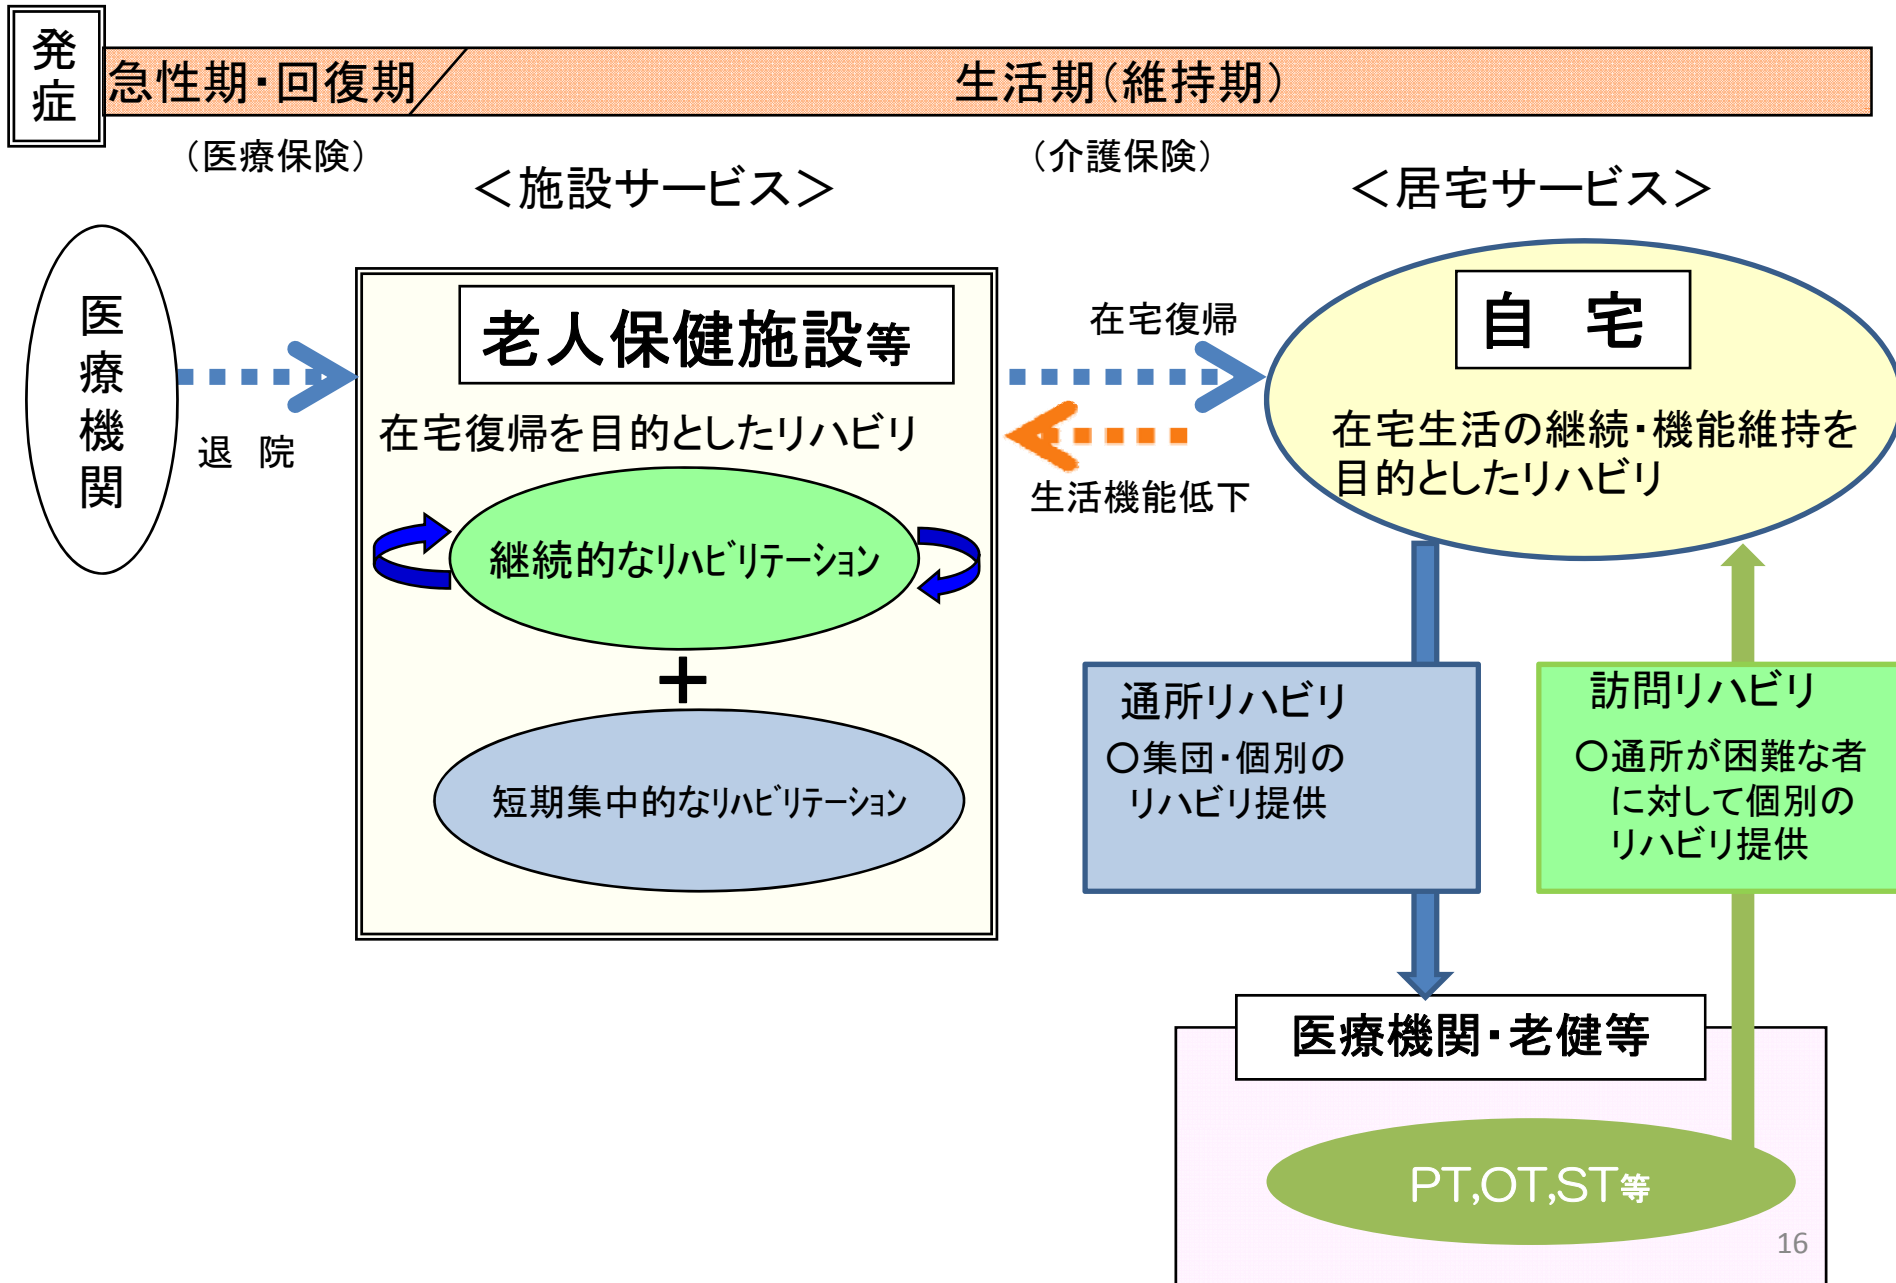 発症
急性期・回復期
生活期（維持期）
（医療保険）
（介護保険）
＜施設サービス＞
＜居宅サービス＞
医療機関
退　院
老人保健施設等
在宅復帰を目的としたリハビリ
継続的なﾘﾊﾋﾞﾘﾃｰｼｮﾝ
＋
短期集中的なﾘﾊﾋﾞﾘﾃｰｼｮﾝ
在宅復帰
生活機能低下
自　宅
在宅生活の継続・機能維持を
目的としたリハビリ
通所リハビリ
○集団・個別の
リハビリ提供
訪問リハビリ
○通所が困難な者
に対して個別の
リハビリ提供
医療機関・老健等
PT,OT,ST等
16